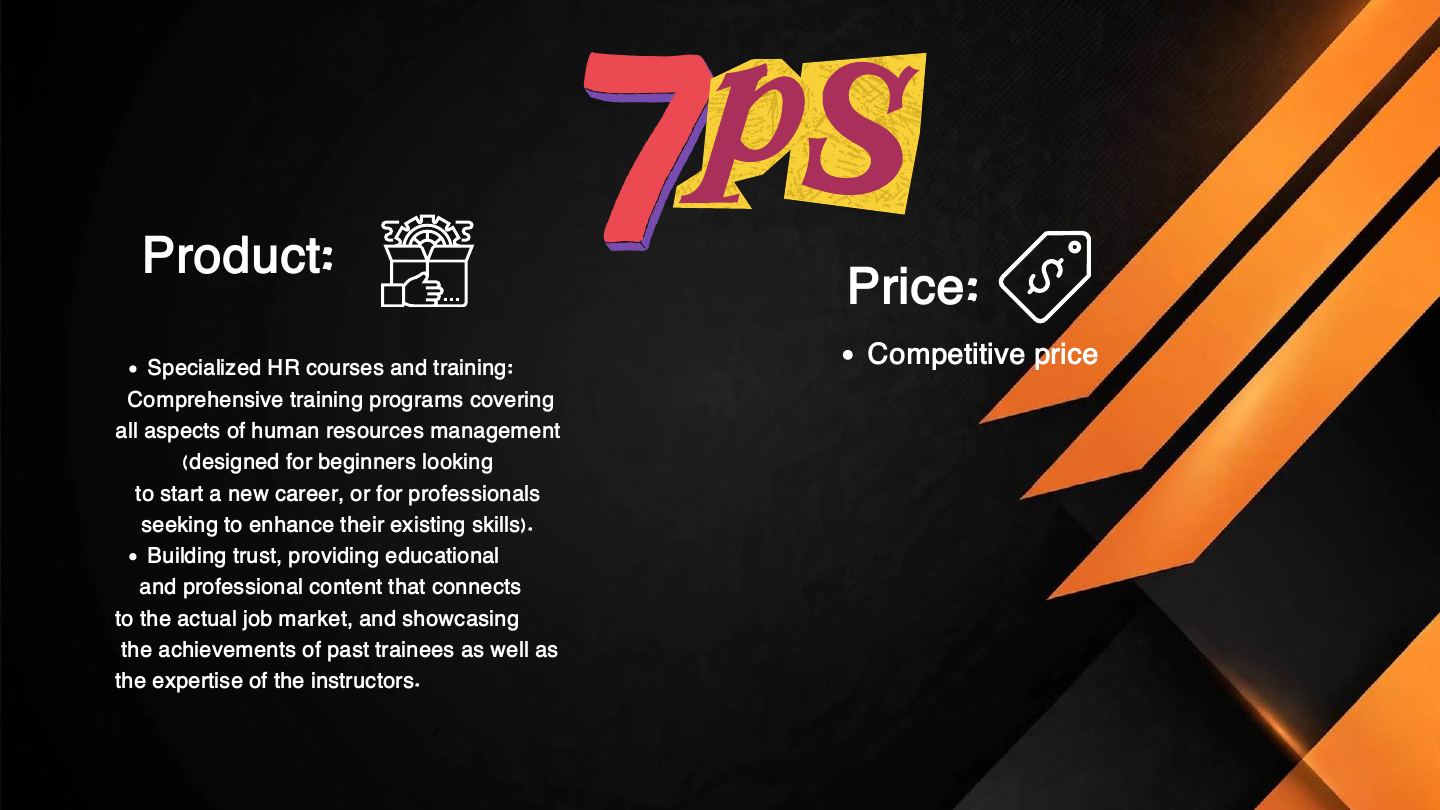 7Ps
Product:
Specialized HR courses and training:
Comprehensive training programs covering
all aspects of human resources management
(designed for beginners looking
to start a new career, or for professionals
seeking to enhance their existing skills).
Building trust, providing educational
and professional content that connects
to the actual job market, and showcasing
the achievements of past trainees as well as
the expertise of the instructors.
Price:
$
Competitive price